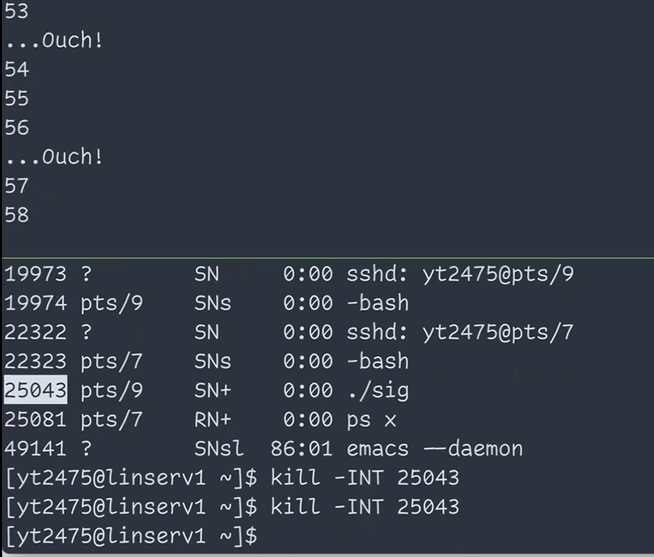 53
...Ouch!
54
55
56
...Ouch!
57
58
19973 ?        SN     0:00 sshd: yt2475@pts/9
19974 pts/9    SNs    0:00 -bash
22322 ?        SN     0:00 sshd: yt2475@pts/7
22323 pts/7    SNs    0:00 -bash
25043 pts/9    SN+    0:00 ./sig
25081 pts/7    RN+    0:00 ps x
49141 ?        SNsl  86:01 emacs --daemon
[yt2475@linserv1 ~]$ kill -INT 25043
[yt2475@linserv1 ~]$ kill -INT 25043
[yt2475@linserv1 ~]$